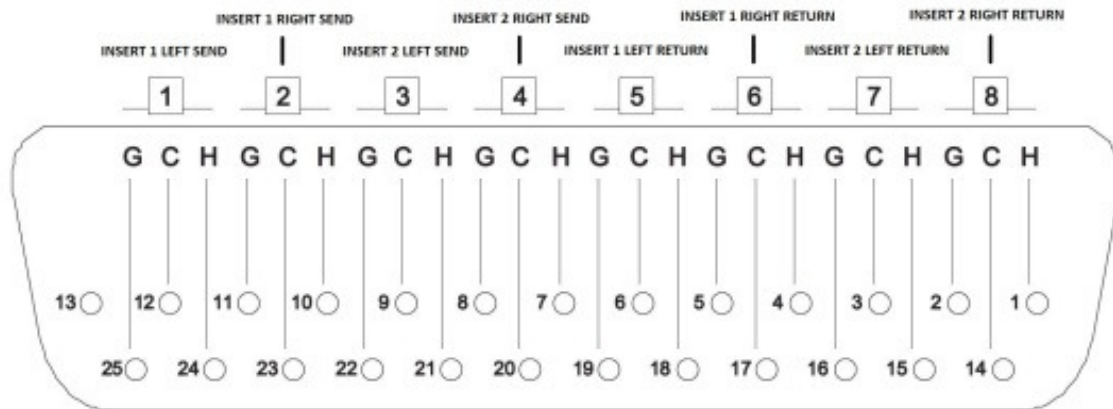 INSERT 1 RIGHT SEND INSERT 2 RIGHT SEND INSERT 1 RIGHT RETURN INSERT 2 RIGHT RETURN
INSERT 1 LEFT SEND INSERT 2 LEFT SEND INSERT 1 LEFT RETURN INSERT 2 LEFT RETURN
1 2 3 4 5 6 7 8
G C H G C H G C H G C H G C H G C H G C H G C H
13 12 11 10 9 8 7 6 5 4 3 2 1
25 24 23 22 21 20 19 18 17 16 15 14